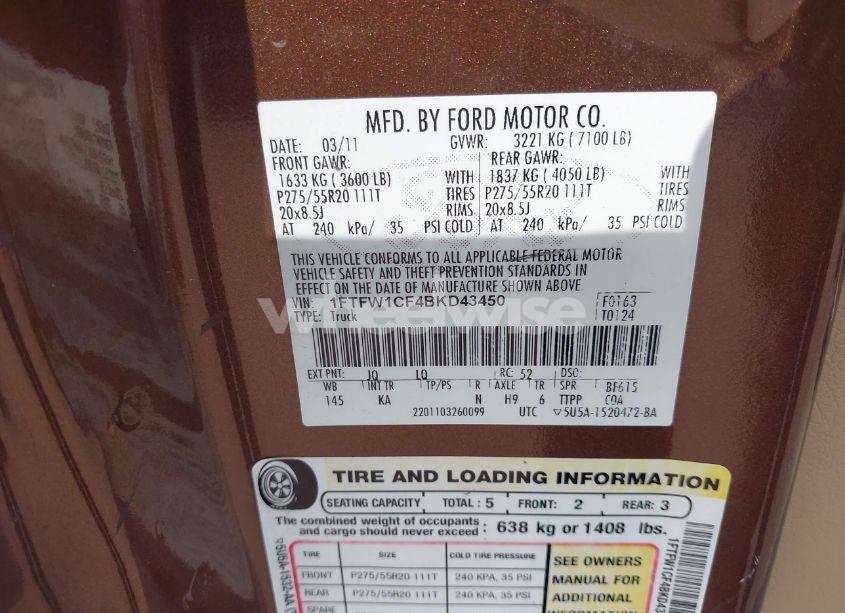 MFD. BY FORD MOTOR CO.
DATE: 03/11 GVWR: 3221 KG ( 7100 LB)
FRONT GAWR: REAR GAWR:
1633 KG ( 3600 LB) WITH 1837 KG ( 4050 LB) WITH
P275/55R20 111T TIRES P275/55R20 111T TIRES
20x8.5J RIMS 20x8.5J RIMS
AT 240 kPa/ 35 PSI COLD AT 240 kPa/ 35 PSI COLD
THIS VEHICLE CONFORMS TO ALL APPLICABLE FEDERAL MOTOR
VEHICLE SAFETY AND THEFT PREVENTION STANDARDS IN
EFFECT ON THE DATE OF MANUFACTURE SHOWN ABOVE.
VIN: 1FTFW1CF4BKD43450 F0163
TYPE: Truck T0124
wheelwise
EXT PNT: JQ LQ RC: 52 DSO:
WB INT TR TP/PS R AXLE TR SPR BF615
145 KA N H9 6 TTPP COA
2201103260099 UTC ▽5U5A-1520472-BA
TIRE AND LOADING INFORMATION
SEATING CAPACITY TOTAL : 5 FRONT: 2 REAR: 3
The combined weight of occupants
and cargo should never exceed : 638 kg or 1408 lbs.
TIRE SIZE COLD TIRE PRESSURE
FRONT P275/55R20 111T 240 KPA, 35 PSI
REAR P275/55R20 111T 240 KPA, 35 PSI
SPARE
SEE OWNERS
MANUAL FOR
ADDITIONAL
INFORMATION
▽5U5A-1532-AA
1FTFW1CF4BKD43